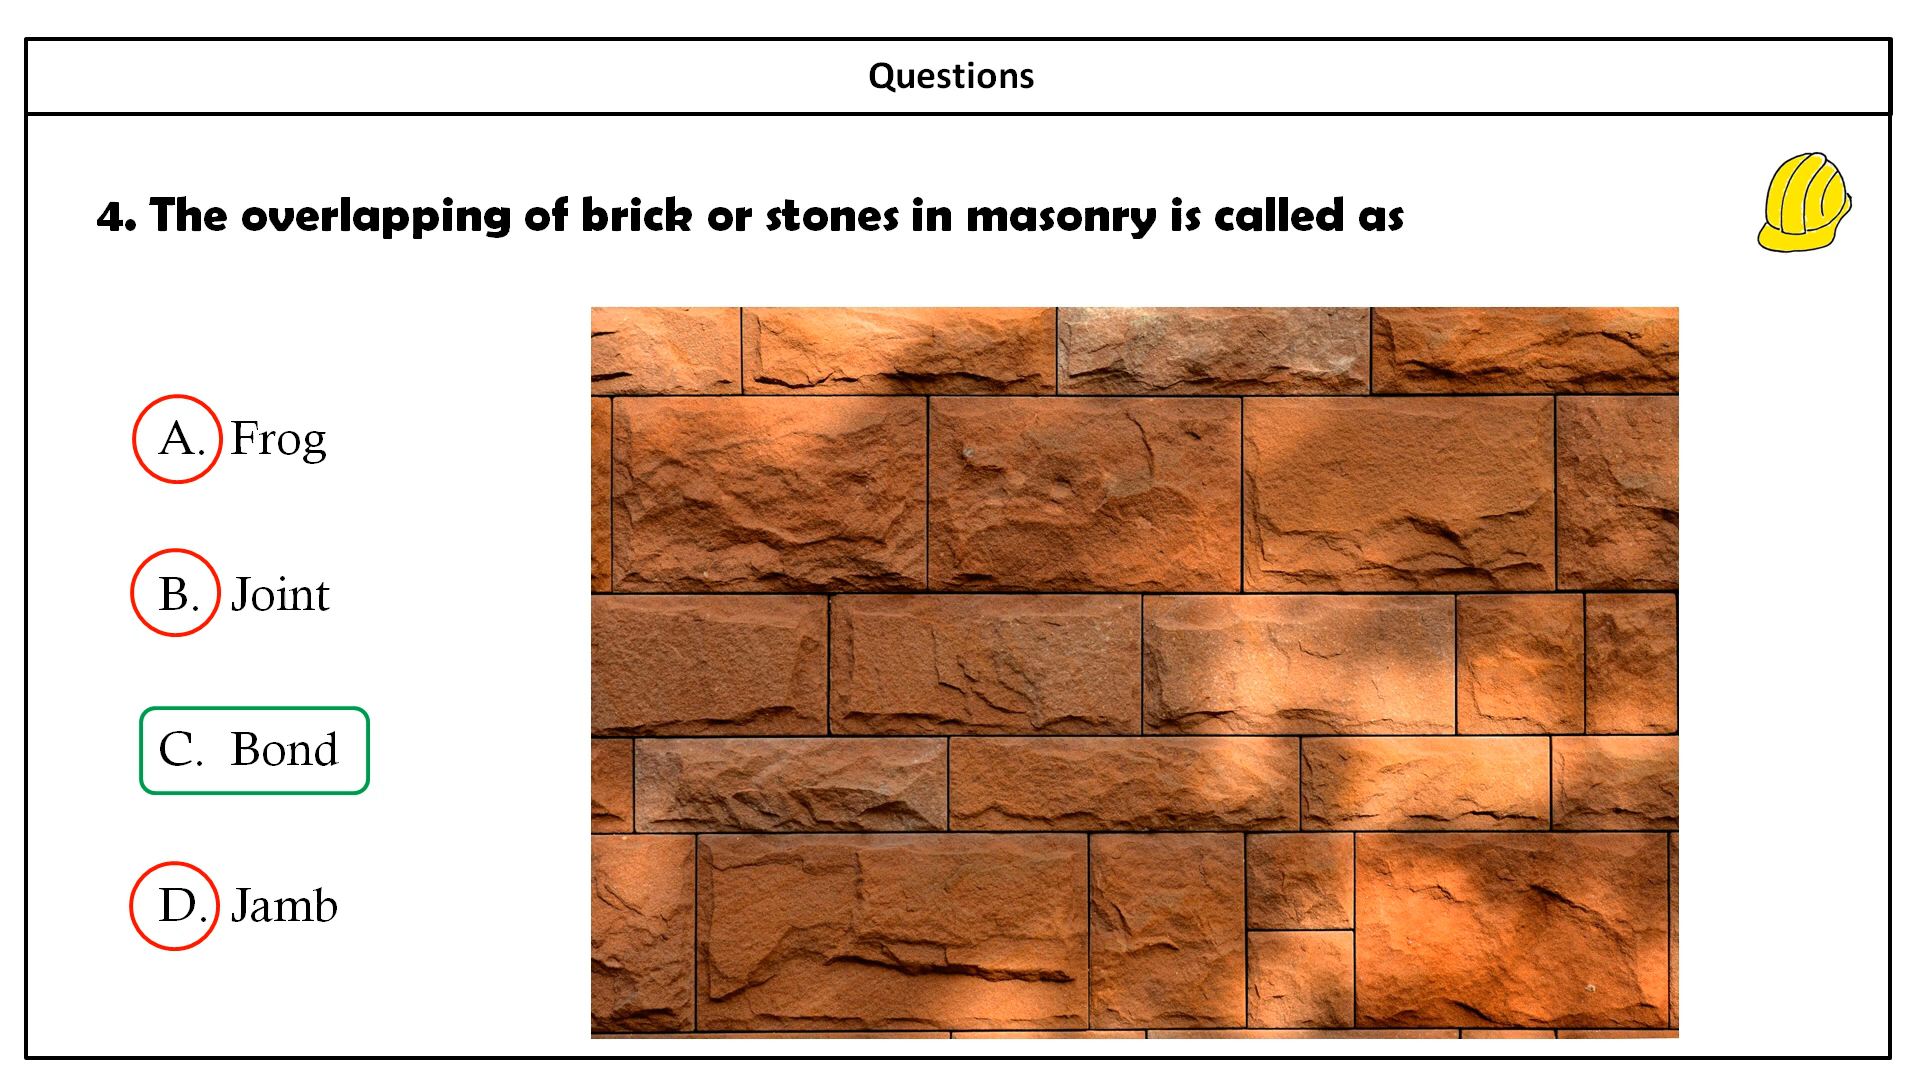 Questions
4. The overlapping of brick or stones in masonry is called as
A. Frog
B. Joint
C. Bond
D. Jamb